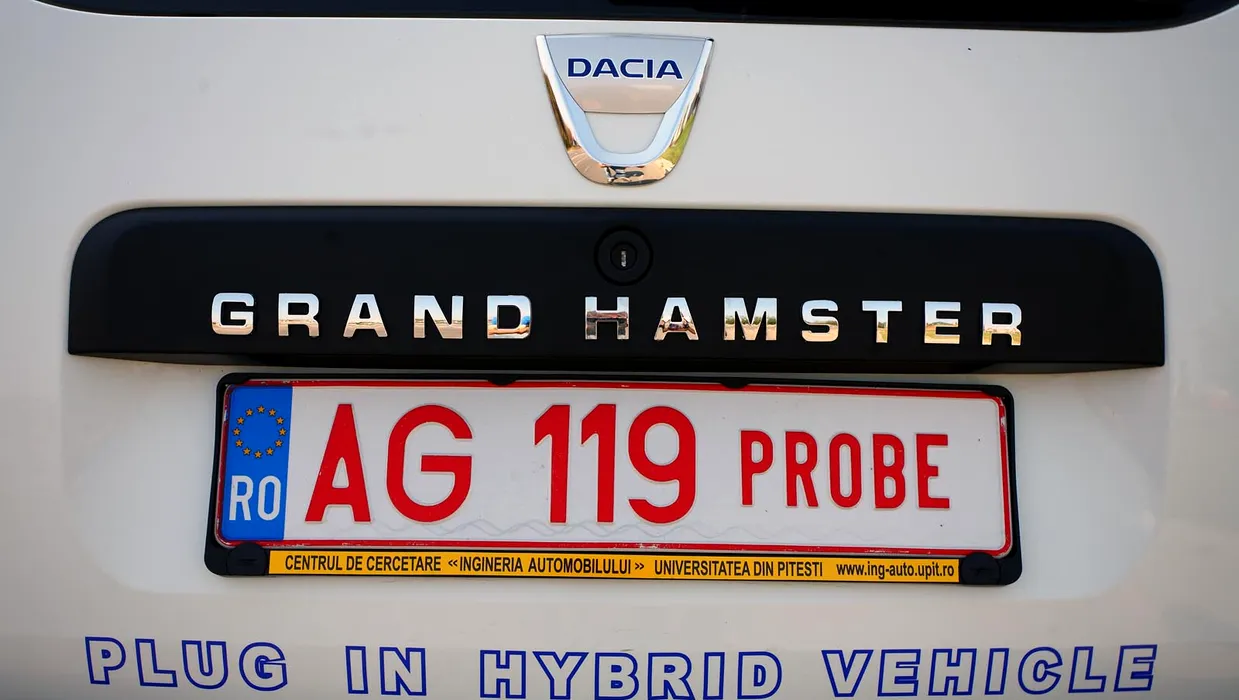 DACIA
GRAND HAMSTER
RO AG 119 PROBE
CENTRUL DE CERCETARE «INGINERIA AUTOMOBILULUI» UNIVERSITATEA DIN PITESTI www.ing-auto.upit.ro
PLUG IN HYBRID VEHICLE